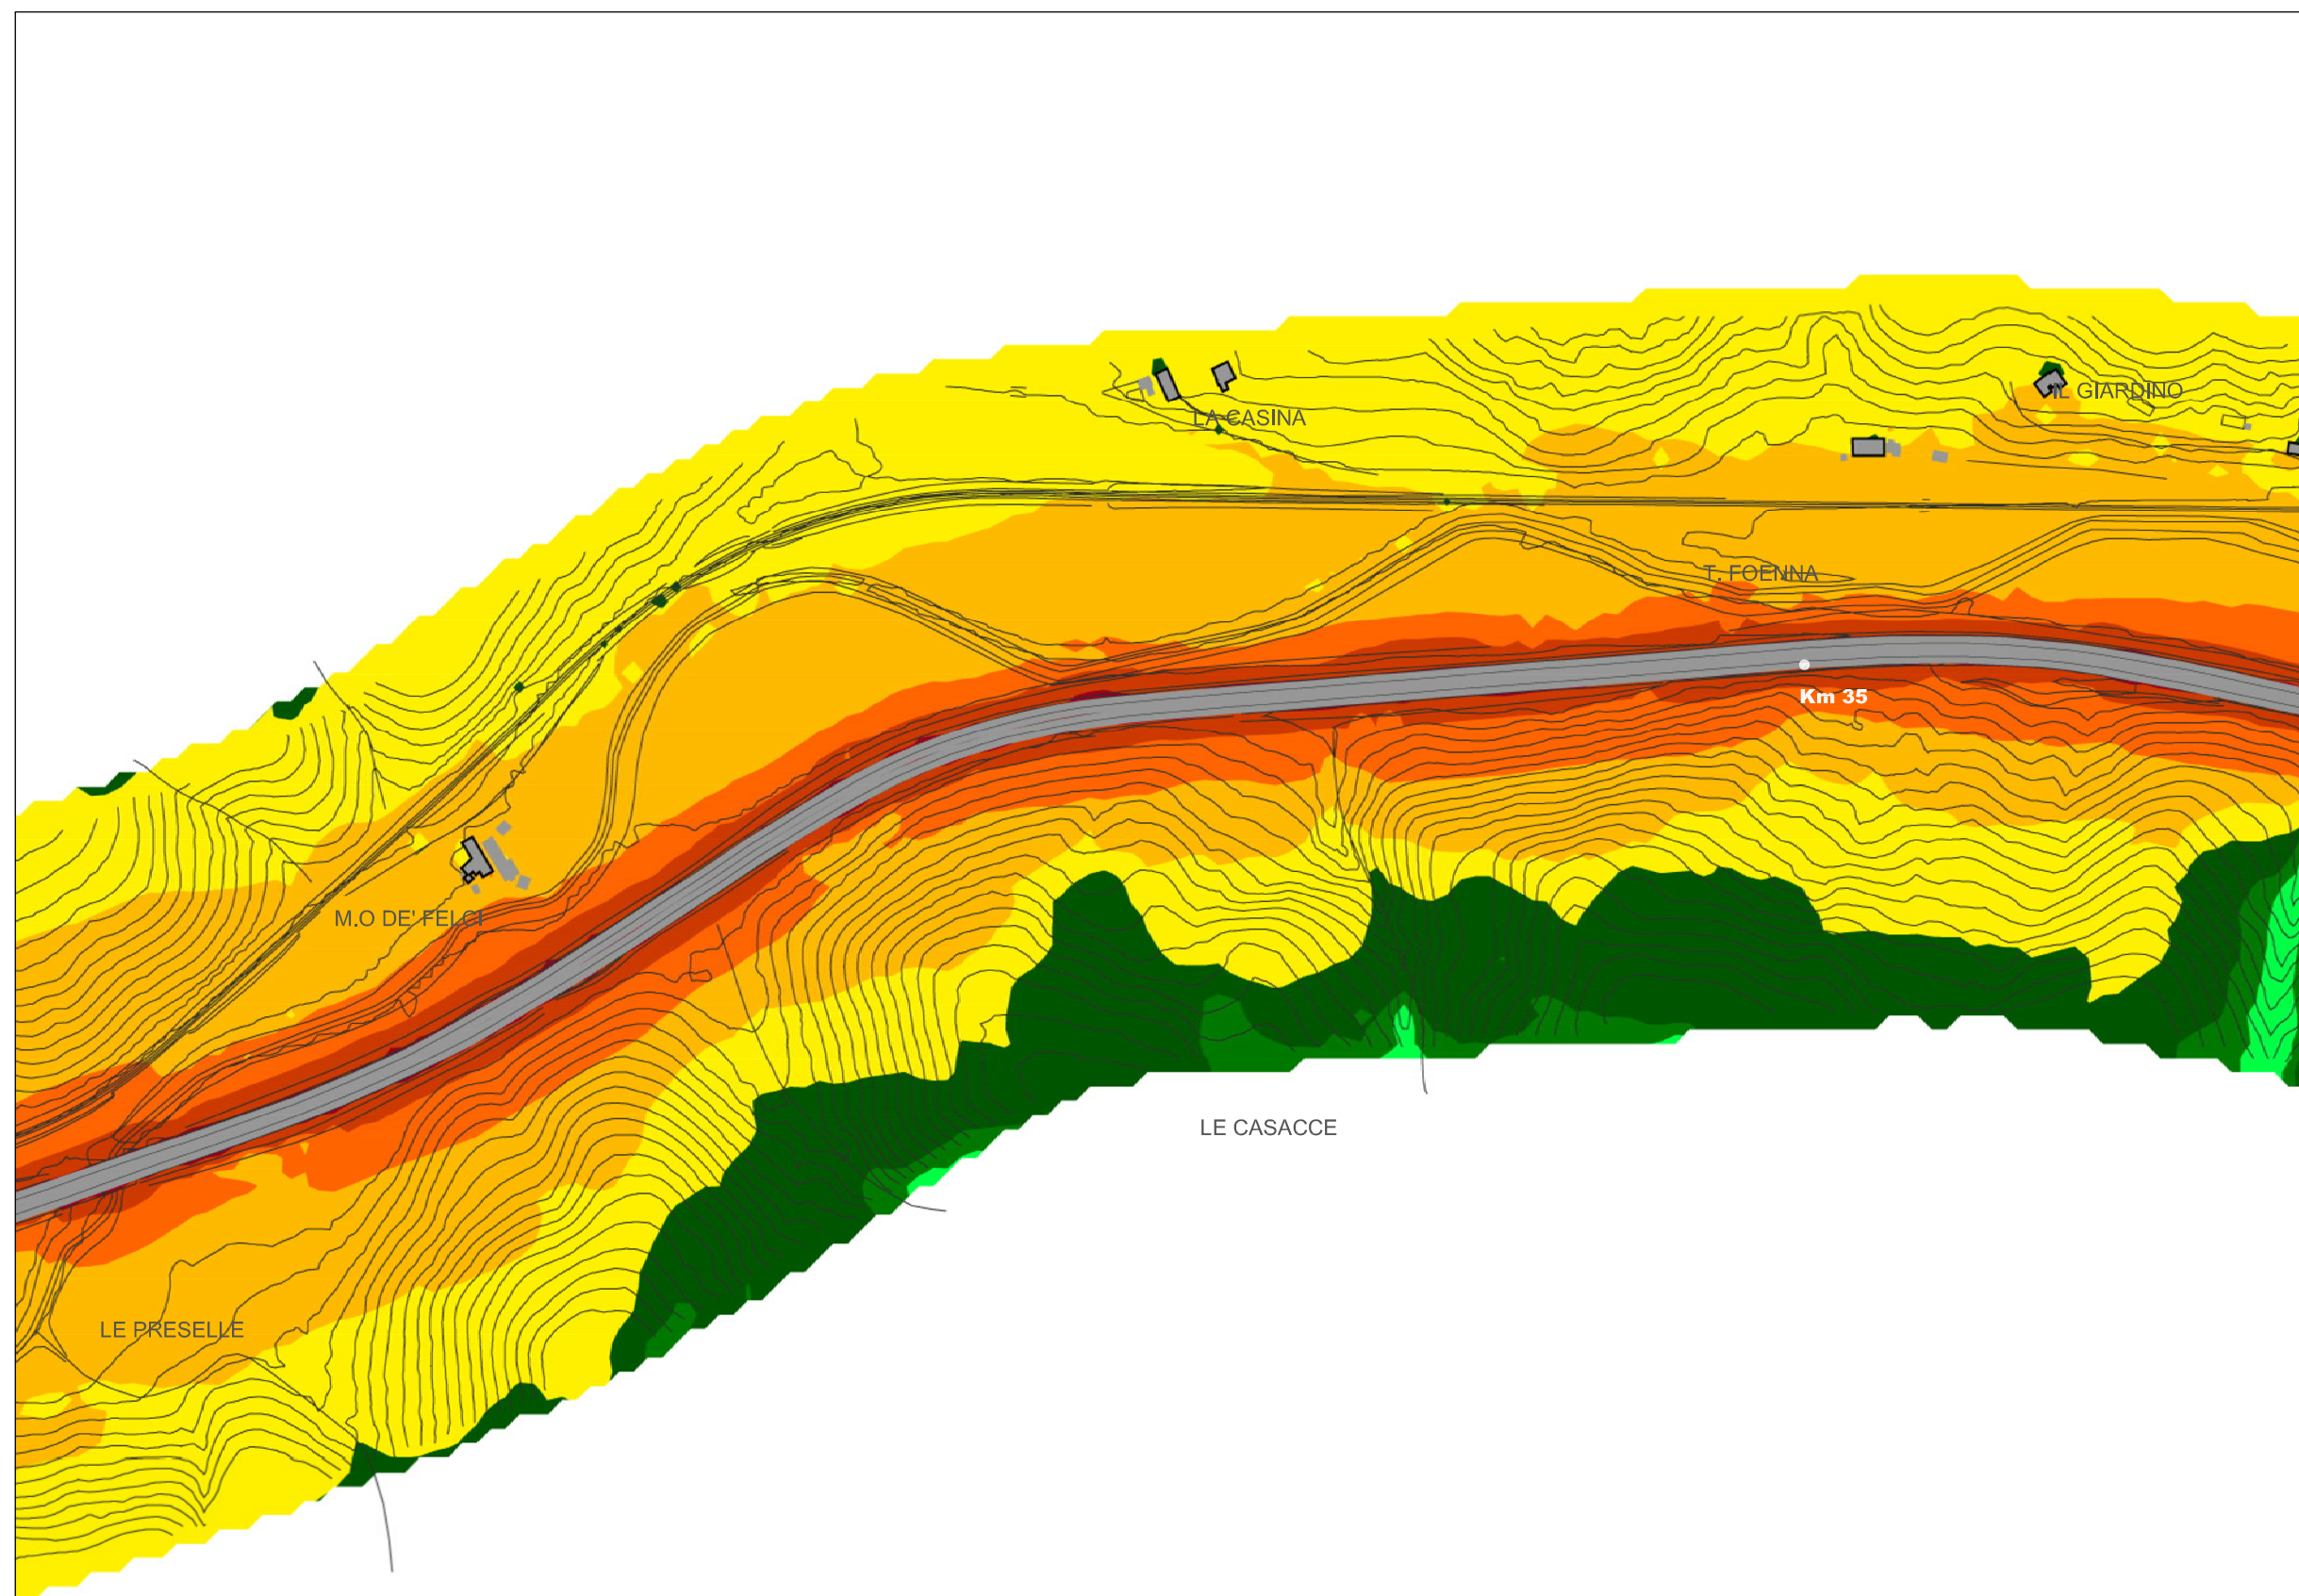 IL GIARDINO
LA CASINA
T. FOENNA
Km 35
M.O DE' FELCI
LE CASACCE
LE PRESELLE